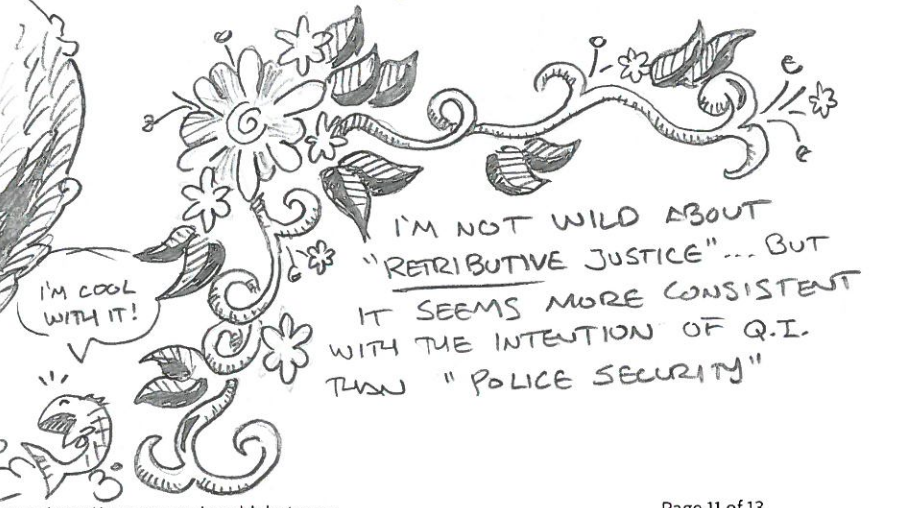 I'M NOT WILD ABOUT
"RETRIBUTIVE JUSTICE"... BUT
IT SEEMS MORE CONSISTENT
WITH THE INTENTION OF Q.I.
THAN "POLICE SECURITY"
I'M COOL
WITH IT!
Page 11 of 13